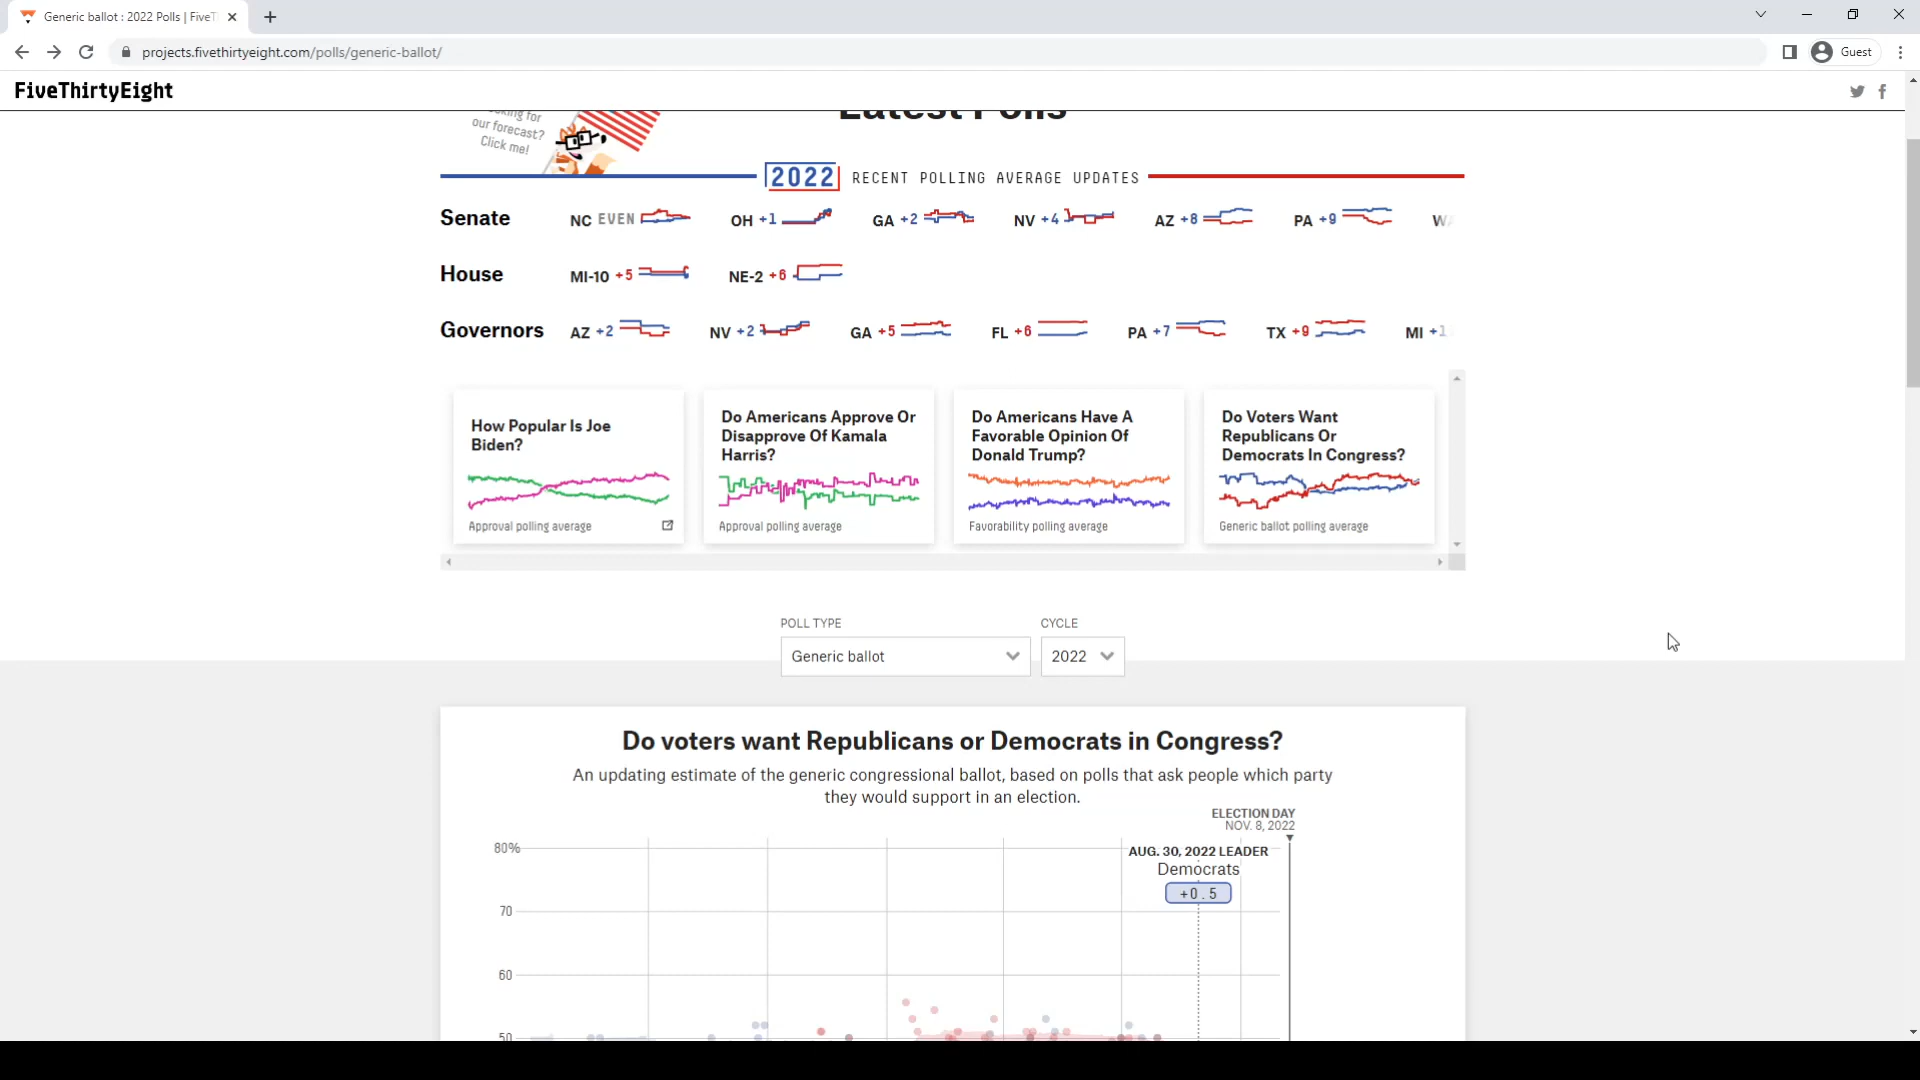 Generic ballot : 2022 Polls | FiveT
projects.fivethirtyeight.com/polls/generic-ballot/
Guest
FiveThirtyEight
Latest Polls
for
our forecast?
Click me!
2022 RECENT POLLING AVERAGE UPDATES
Senate NC EVEN OH +1 GA +2 NV +4 AZ +8 PA +9
House MI-10 +5 NE-2 +6
Governors AZ +2 NV +2 GA +5 FL +6 PA +7 TX +9 MI +1
How Popular Is Joe
Biden?
Approval polling average
Do Americans Approve Or
Disapprove Of Kamala
Harris?
Approval polling average
Do Americans Have A
Favorable Opinion Of
Donald Trump?
Favorability polling average
Do Voters Want
Republicans Or
Democrats In Congress?
Generic ballot polling average
POLL TYPE CYCLE
Generic ballot 2022
Do voters want Republicans or Democrats in Congress?
An updating estimate of the generic congressional ballot, based on polls that ask people which party
they would support in an election.
ELECTION DAY
NOV. 8, 2022
80%
AUG. 30, 2022 LEADER
Democrats
+0.5
70
60
50